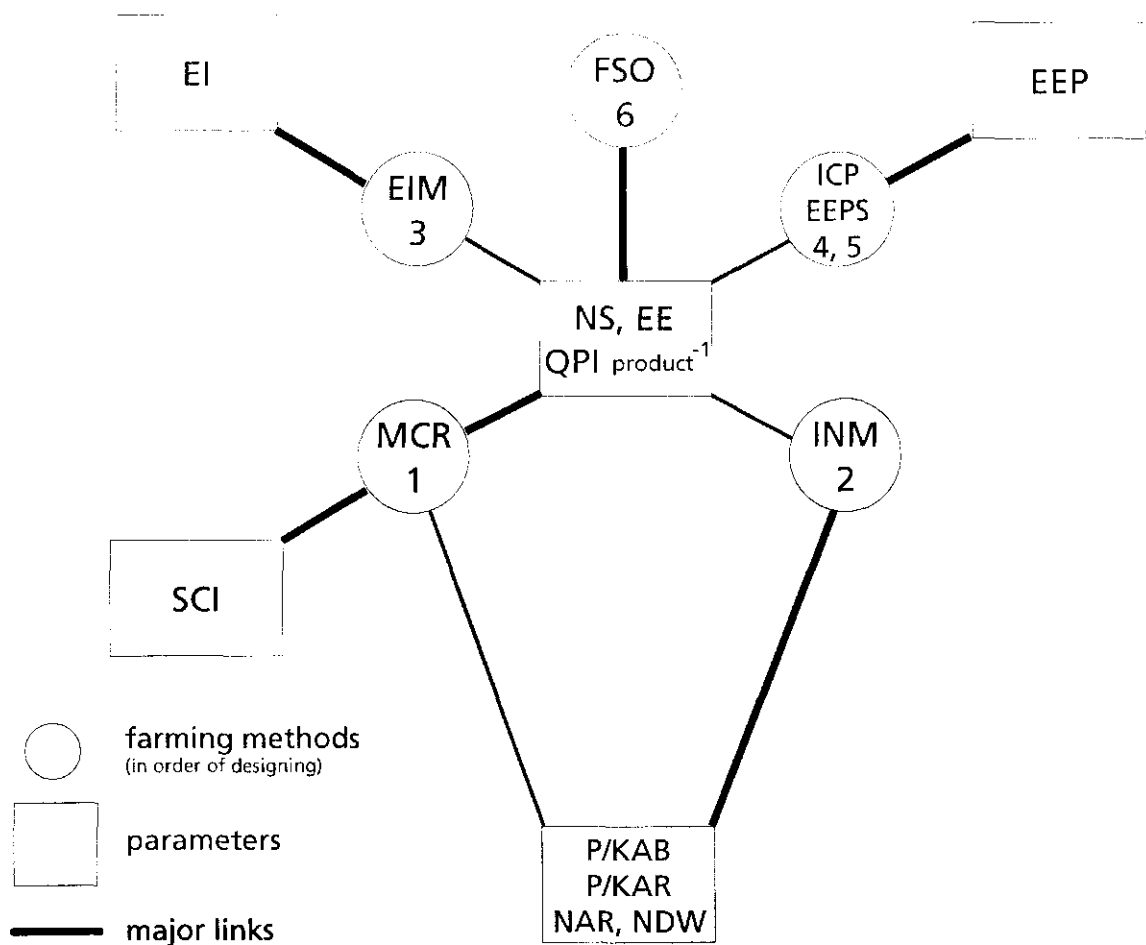 EI
FSO
6
EEP
EIM
3
ICP
EEPS
4, 5
NS, EE
QPI product⁻¹
MCR
1
INM
2
SCI
farming methods
(in order of designing)
parameters
major links
P/KAB
P/KAR
NAR, NDW